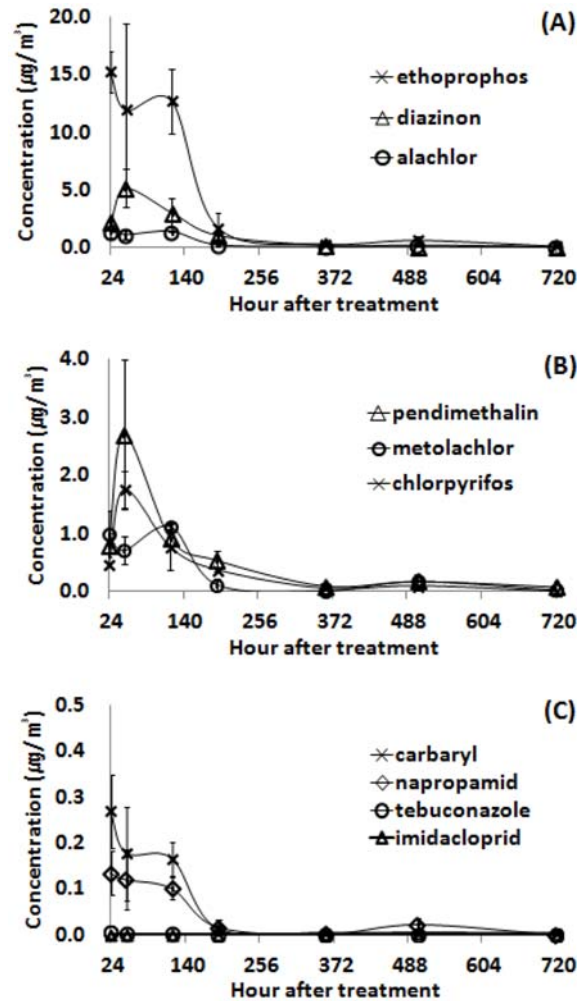 (A)
20.0
15.0
10.0
5.0
0.0
Concentration (㎍/㎥)
ethoprophos
diazinon
alachlor
24 140 256 372 488 604 720
Hour after treatment
(B)
4.0
3.0
2.0
1.0
0.0
Concentration (㎍/㎥)
pendimethalin
metolachlor
chlorpyrifos
24 140 256 372 488 604 720
Hour after treatment
(C)
0.5
0.4
0.3
0.2
0.1
0.0
Concentration (㎍/㎥)
carbaryl
napropamid
tebuconazole
imidacloprid
24 140 256 372 488 604 720
Hour after treatment